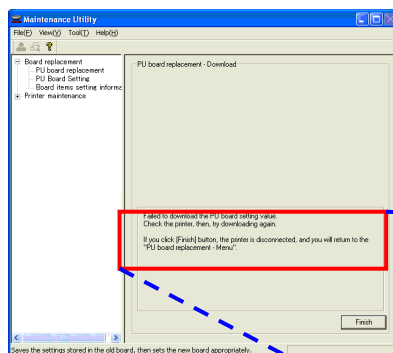 Maintenance Utility
File(F) View(V) Tool(T) Help(H)
Board replacement
PU board replacement
PU Board Setting
Board items setting informa
Printer maintenance
PU board replacement - Download
Failed to download the PU board setting value.
Check the printer, then, try downloading again.
If you click [Finish] button, the printer is disconnected, and you will return to the
"PU board replacement - Menu".
Finish
Saves the settings stored in the old board, then sets the new board appropriately.